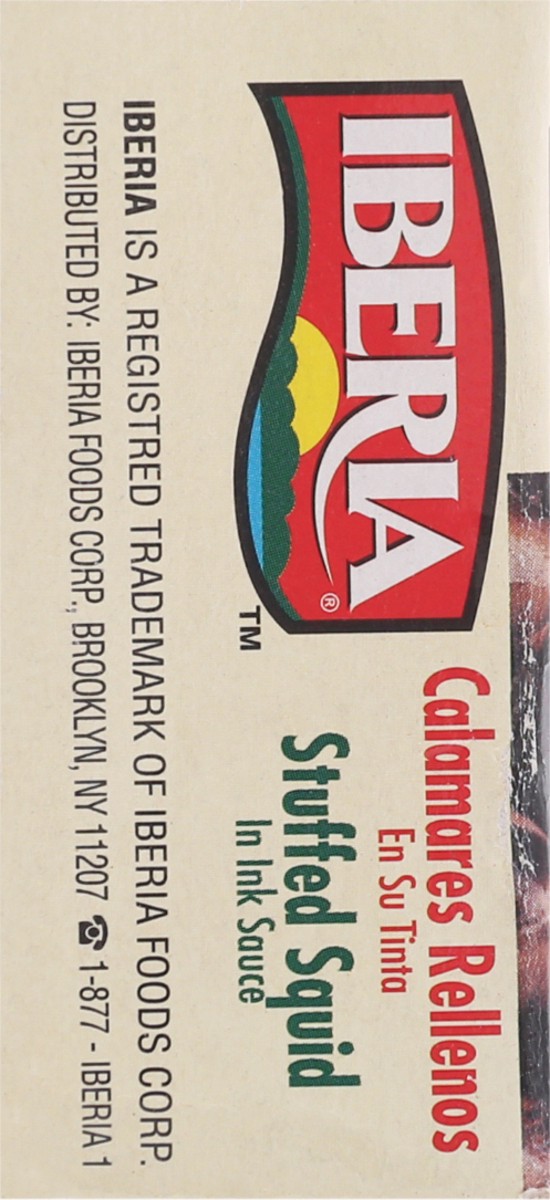 IBERIA ®
TM
Calamares Rellenos
En Su Tinta
Stuffed Squid
In Ink Sauce
IBERIA IS A REGISTRED TRADEMARK OF IBERIA FOODS CORP.
DISTRIBUTED BY: IBERIA FOODS CORP., BROOKLYN, NY 11207 ☎ 1-877 - IBERIA 1